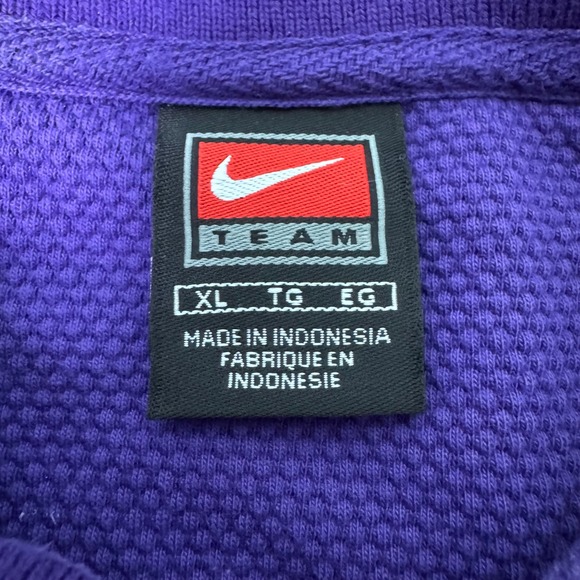 TEAM
XL TG EG
MADE IN INDONESIA
FABRIQUE EN
INDONESIE